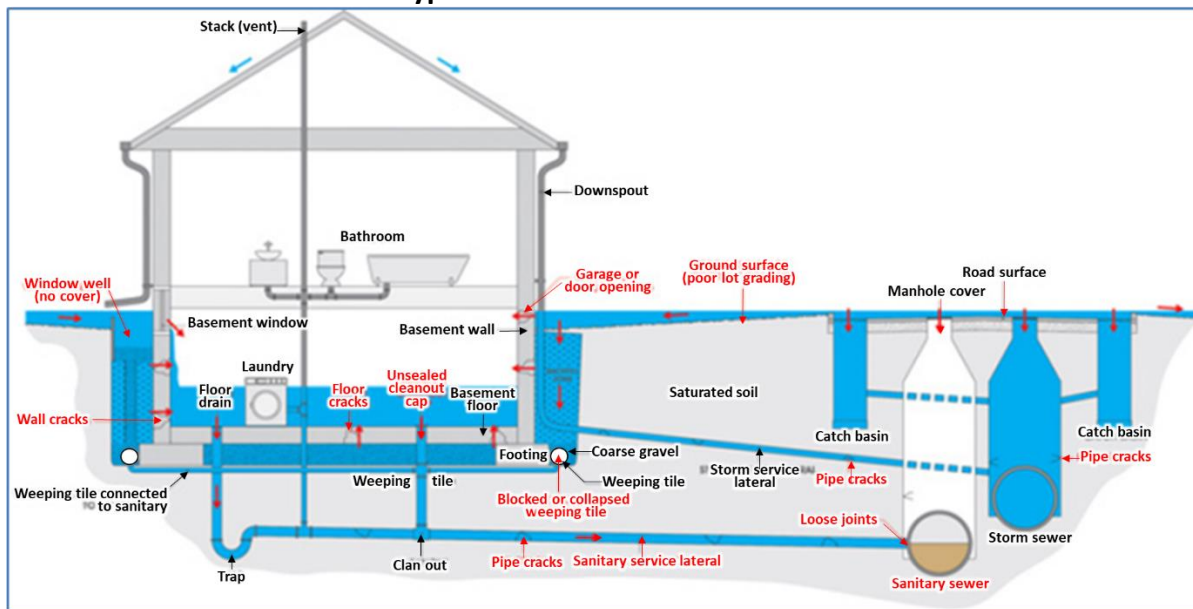 Stack (vent)
Downspout
Bathroom
Window well
(no cover)
Garage or
door opening
Ground surface
(poor lot grading)
Road surface
Manhole cover
Basement window
Basement wall
Laundry
Floor
drain
Floor
cracks
Unsealed
cleanout
cap
Basement
floor
Saturated soil
Wall cracks
Catch basin
Catch basin
Footing
Coarse gravel
Weeping tile
Weeping tile
Storm service
lateral
Pipe cracks
Pipe cracks
Weeping tile connected
to sanitary
Blocked or collapsed
weeping tile
Loose joints
Storm sewer
Trap
Clan out
Pipe cracks
Sanitary service lateral
Sanitary sewer